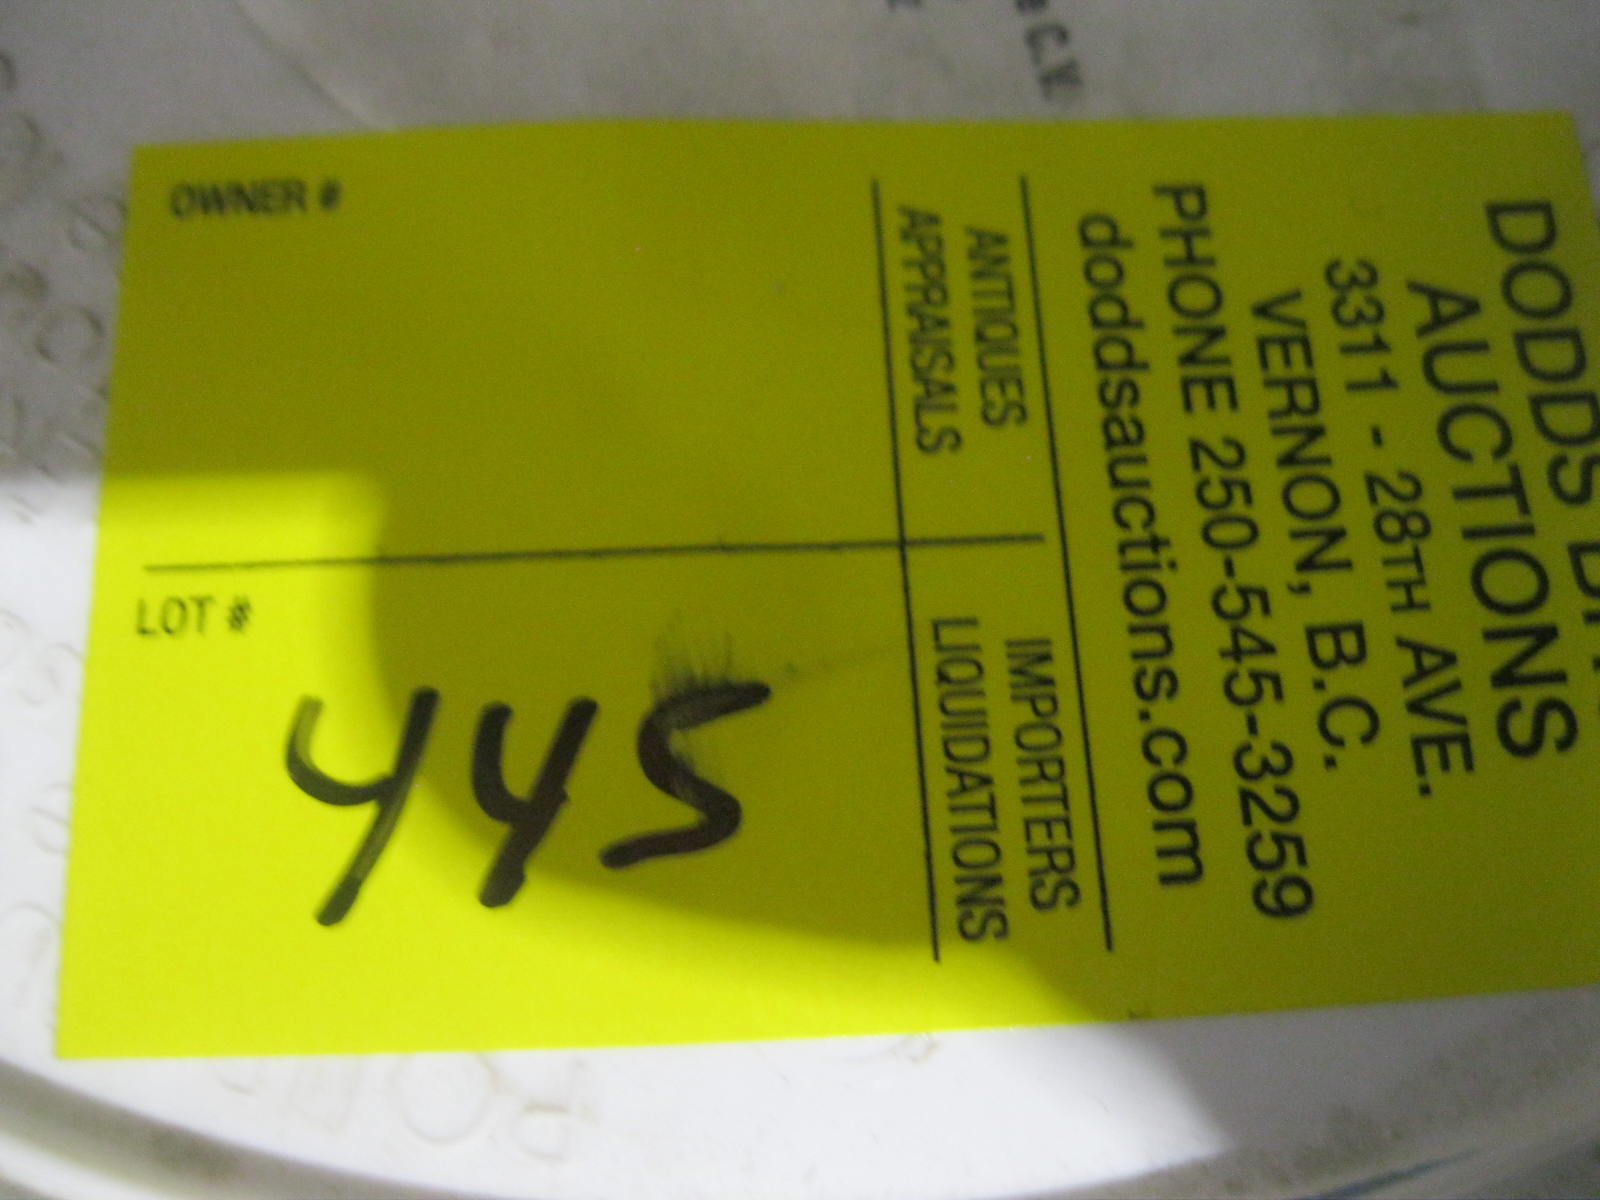 DODDS
AUCTIONS
3311 - 28TH AVE.
VERNON, B.C.
PHONE 250-545-3259
doddsauctions.com
ANTIQUES
APPRAISALS
IMPORTERS
LIQUIDATIONS
OWNER #
LOT #
445
C.V.